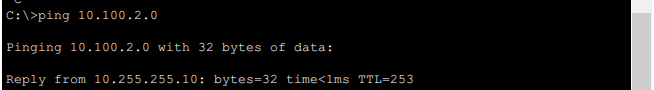 C:\>ping 10.100.2.0
Pinging 10.100.2.0 with 32 bytes of data:
Reply from 10.255.255.10: bytes=32 time<1ms TTL=253